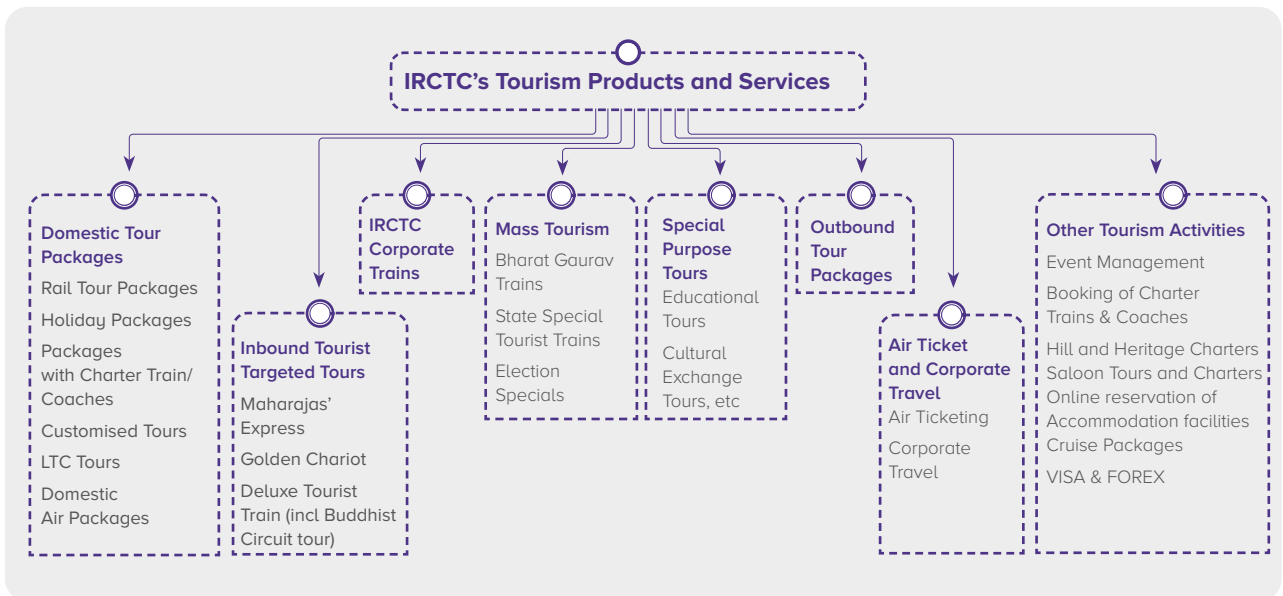 IRCTC’s Tourism Products and Services
Domestic Tour
Packages
Rail Tour Packages
Holiday Packages
Packages
with Charter Train/
Coaches
Customised Tours
LTC Tours
Domestic
Air Packages
Inbound Tourist
Targeted Tours
Maharajas’
Express
Golden Chariot
Deluxe Tourist
Train (incl Buddhist
Circuit tour)
IRCTC
Corporate
Trains
Mass Tourism
Bharat Gaurav
Trains
State Special
Tourist Trains
Election
Specials
Special
Purpose
Tours
Educational
Tours
Cultural
Exchange
Tours, etc
Outbound
Tour
Packages
Air Ticket
and Corporate
Travel
Air Ticketing
Corporate
Travel
Other Tourism Activities
Event Management
Booking of Charter
Trains & Coaches
Hill and Heritage Charters
Saloon Tours and Charters
Online reservation of
Accommodation facilities
Cruise Packages
VISA & FOREX